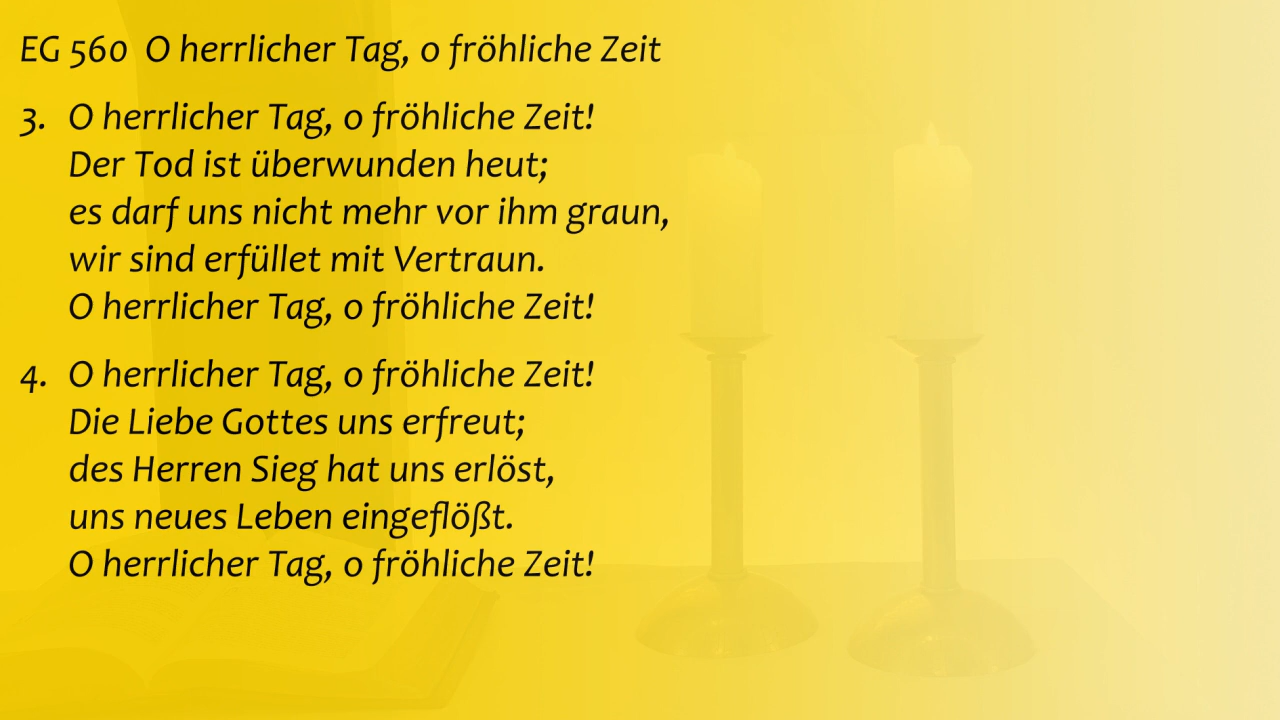 EG 560 O herrlicher Tag, o fröhliche Zeit
3. O herrlicher Tag, o fröhliche Zeit!
Der Tod ist überwunden heut;
es darf uns nicht mehr vor ihm graun,
wir sind erfüllet mit Vertraun.
O herrlicher Tag, o fröhliche Zeit!
4. O herrlicher Tag, o fröhliche Zeit!
Die Liebe Gottes uns erfreut;
des Herren Sieg hat uns erlöst,
uns neues Leben eingeflößt.
O herrlicher Tag, o fröhliche Zeit!